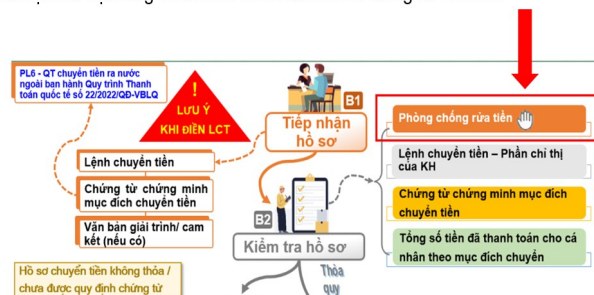 PL6 - QT chuyển tiền ra nước
ngoài ban hành Quy trình Thanh
toán quốc tế số 22/2022/QĐ-VBLQ
!
LƯU Ý
KHI ĐIỀN LCT
B1
Tiếp nhận
hồ sơ
Lệnh chuyển tiền
Chứng từ chứng minh
mục đích chuyển tiền
Văn bản giải trình/ cam
kết (nếu có)
B2
Kiểm tra hồ sơ
Phòng chống rửa tiền
Lệnh chuyển tiền – Phần chỉ thị
của KH
Chứng từ chứng minh mục đích
chuyển tiền
Tổng số tiền đã thanh toán cho cá
nhân theo mục đích chuyển
Hồ sơ chuyển tiền không thỏa /
chưa được quy định chứng từ
Thỏa
quy